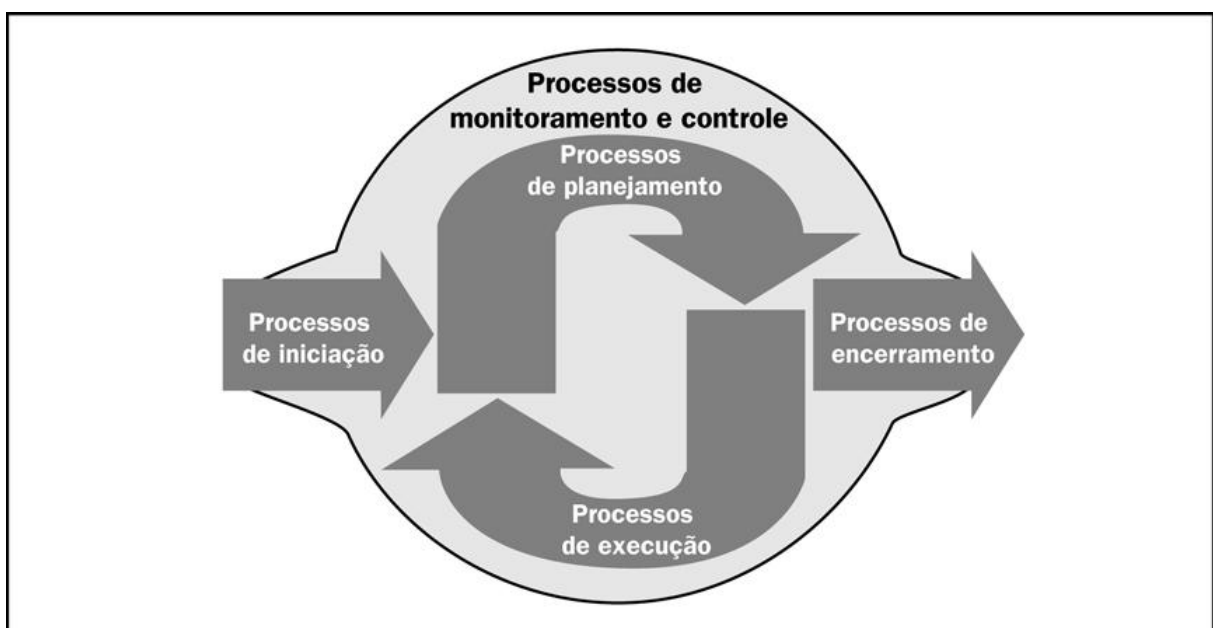 Processos de
monitoramento e controle
Processos
de planejamento
Processos
de iniciação
Processos de
encerramento
Processos
de execução